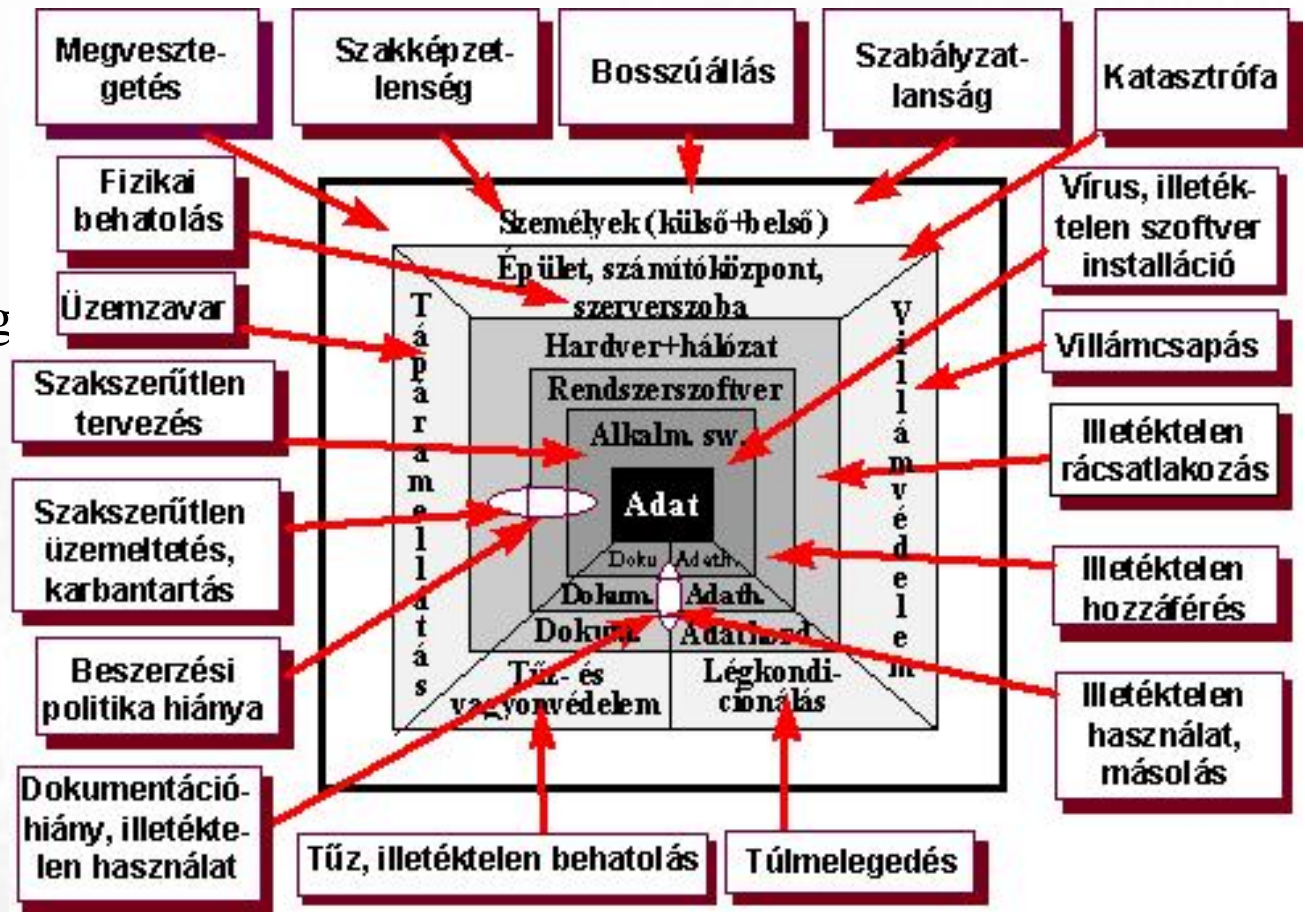 Megveszte-
getés
Szakképzet-
lenség
Bosszúállás
Szabályzat-
lanság
Katasztrófa
Fizikai
behatolás
Vírus, illeték-
telen szoftver
installáció
Személyek (külső+belső)
Épület, számítóközpont,
szerverszoba
g
Üzemzavar
Tápáramellátás
Villámvédelem
Hardver+hálózat
Villámcsapás
Szakszerűtlen
tervezés
Rendszerszoftver
Alkalm. sw.
Illetéktelen
rácsatlakozás
Adat
Szakszerűtlen
üzemeltetés,
karbantartás
Doku
Adath.
Dokum.
Adath.
Dokum.
Adathord
Illetéktelen
hozzáférés
Tűz- és
vagyonvédelem
Légkondi-
cionálás
Beszerzési
politika hiánya
Illetéktelen
használat,
másolás
Dokumentáció-
hiány, illetékte-
len használat
Tűz, illetéktelen behatolás
Túlmelegedés